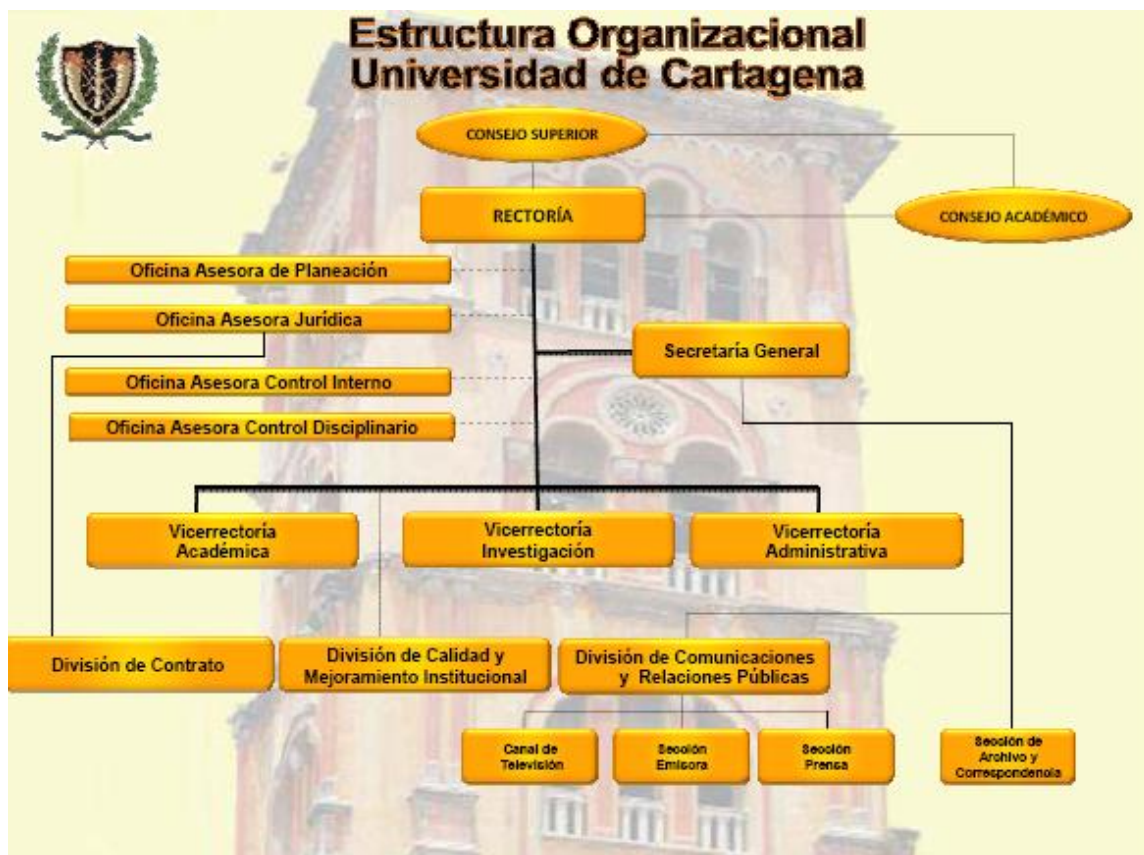 Estructura Organizacional
Universidad de Cartagena
CONSEJO SUPERIOR
RECTORÍA
CONSEJO ACADÉMICO
Oficina Asesora de Planeación
Oficina Asesora Jurídica
Secretaría General
Oficina Asesora Control Interno
Oficina Asesora Control Disciplinario
Vicerrectoría
Académica
Vicerrectoría
Investigación
Vicerrectoría
Administrativa
División de Contrato
División de Calidad y
Mejoramiento Institucional
División de Comunicaciones
y Relaciones Públicas
Canal de
Televisión
Sección
Emisora
Sección
Prensa
Sección de
Archivo y
Correspondencia